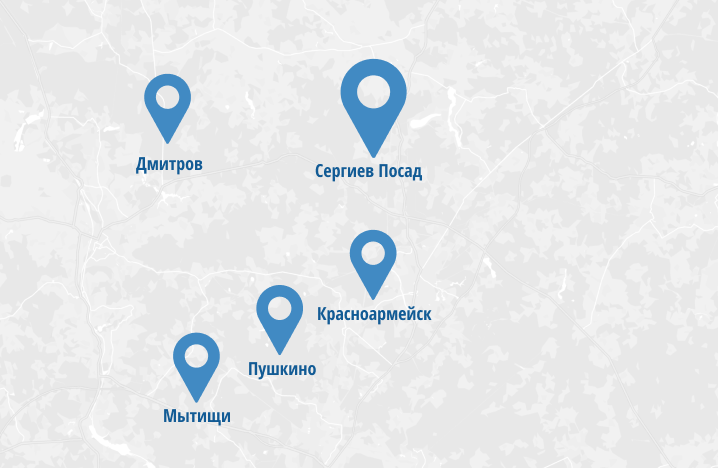 Дмитров
Сергиев Посад
Красноармейск
Пушкино
Мытищи